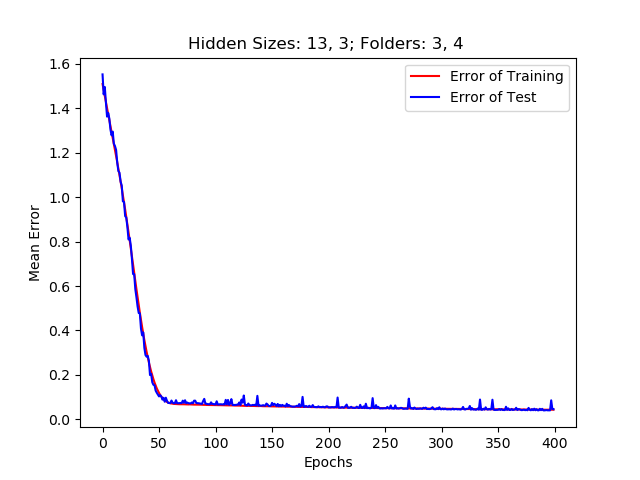 Hidden Sizes: 13, 3; Folders: 3, 4
1.6
1.4
1.2
1.0
0.8
0.6
0.4
0.2
0.0
Mean Error
Error of Training
Error of Test
0 50 100 150 200 250 300 350 400
Epochs